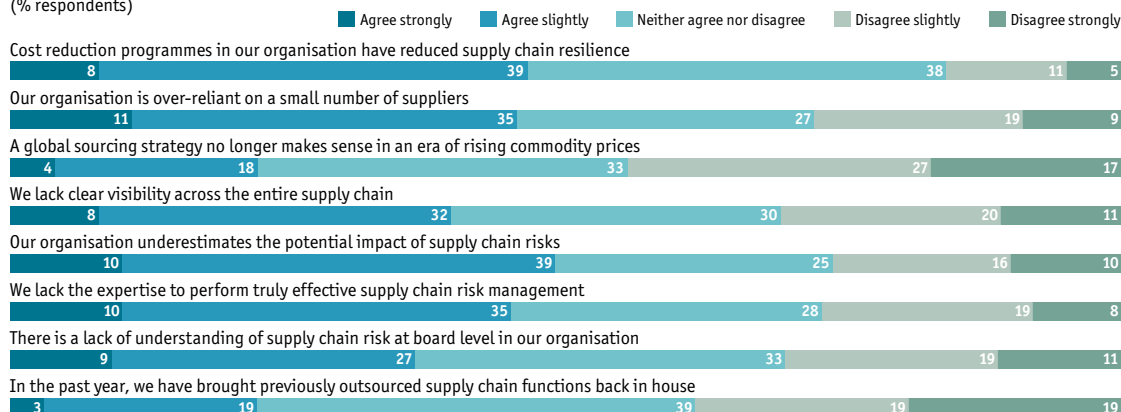 (% respondents)
Agree strongly Agree slightly Neither agree nor disagree Disagree slightly Disagree strongly
Cost reduction programmes in our organisation have reduced supply chain resilience
8 39 38 11 5
Our organisation is over-reliant on a small number of suppliers
11 35 27 19 9
A global sourcing strategy no longer makes sense in an era of rising commodity prices
4 18 33 27 17
We lack clear visibility across the entire supply chain
8 32 30 20 11
Our organisation underestimates the potential impact of supply chain risks
10 39 25 16 10
We lack the expertise to perform truly effective supply chain risk management
10 35 28 19 8
There is a lack of understanding of supply chain risk at board level in our organisation
9 27 33 19 11
In the past year, we have brought previously outsourced supply chain functions back in house
3 19 39 19 19